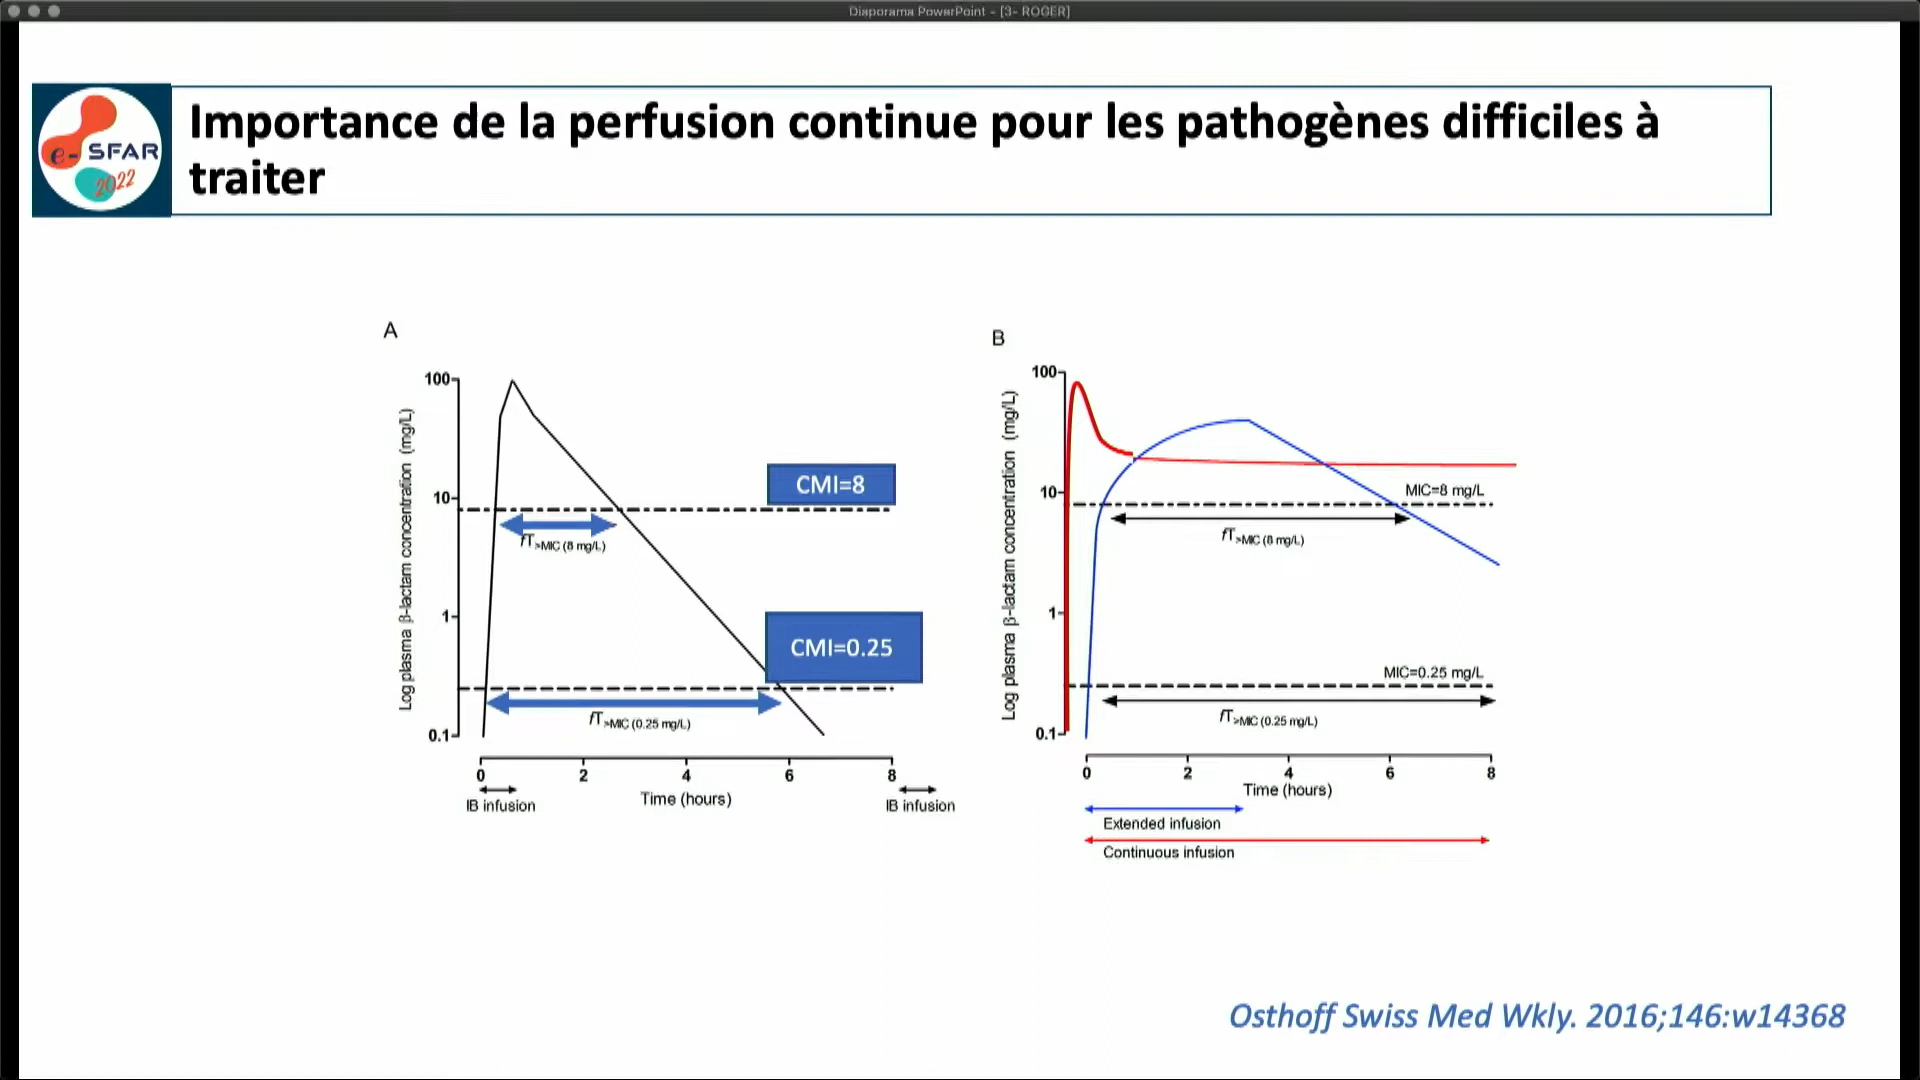 Diaporama PowerPoint - [3- ROGER]
e- SFAR
2022
Importance de la perfusion continue pour les pathogènes difficiles à
traiter
A
Log plasma β-lactam concentration (mg/L)
100
10
1
0.1
CMI=8
fT>MIC (8 mg/L)
CMI=0.25
fT>MIC (0.25 mg/L)
0 2 4 6 8
IB infusion
Time (hours)
IB infusion
B
Log plasma β-lactam concentration (mg/L)
100
10
1
0.1
MIC=8 mg/L
fT>MIC (8 mg/L)
MIC=0.25 mg/L
fT>MIC (0.25 mg/L)
0 2 4 6 8
Time (hours)
Extended infusion
Continuous infusion
Osthoff Swiss Med Wkly. 2016;146:w14368